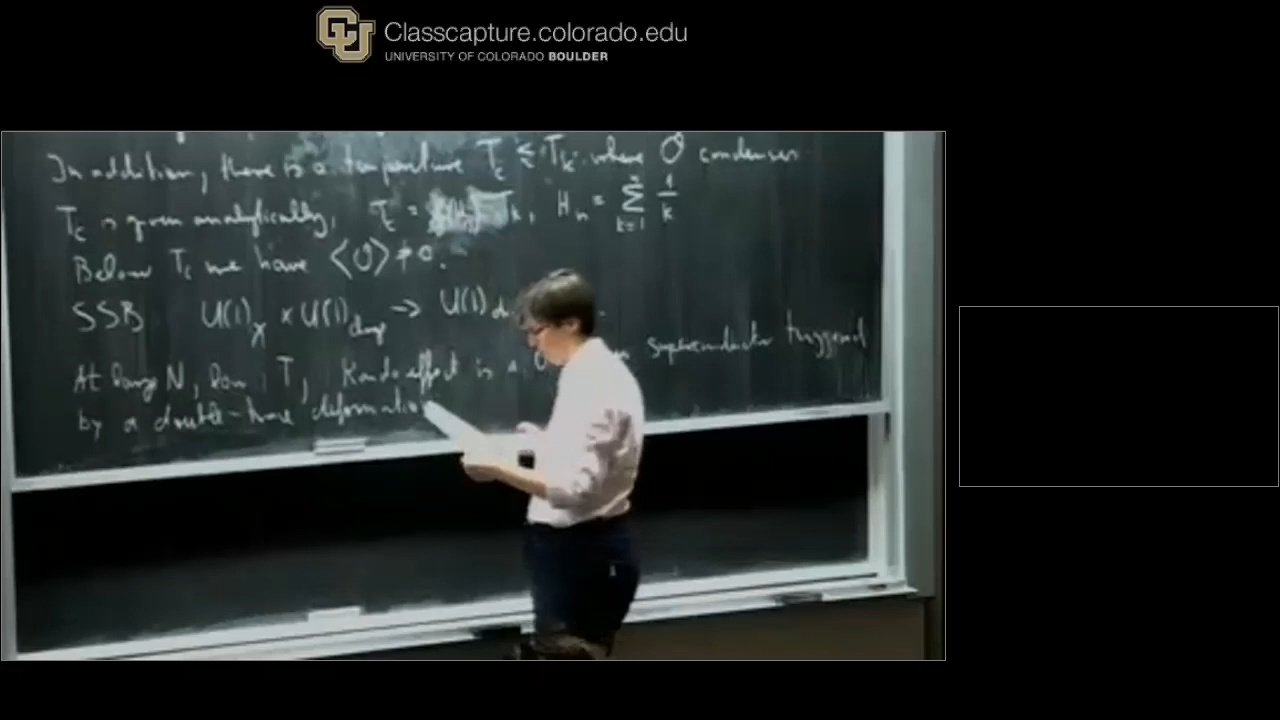 CU
Classcapture.colorado.edu
UNIVERSITY OF COLORADO BOULDER
In addition, there is a temperature T_c ≲ T_k where O condenses
T_c is given analytically, T_c = T_k, H_n = Σ_{k=1}^{n} 1/k
Below T_c we have ⟨O⟩ ≠ 0.
SSB U(1)_χ × U(1)_{charge} → U(1)
At large N, low T, Kondo effect is a superconductor triggered
by a double-trace deformation